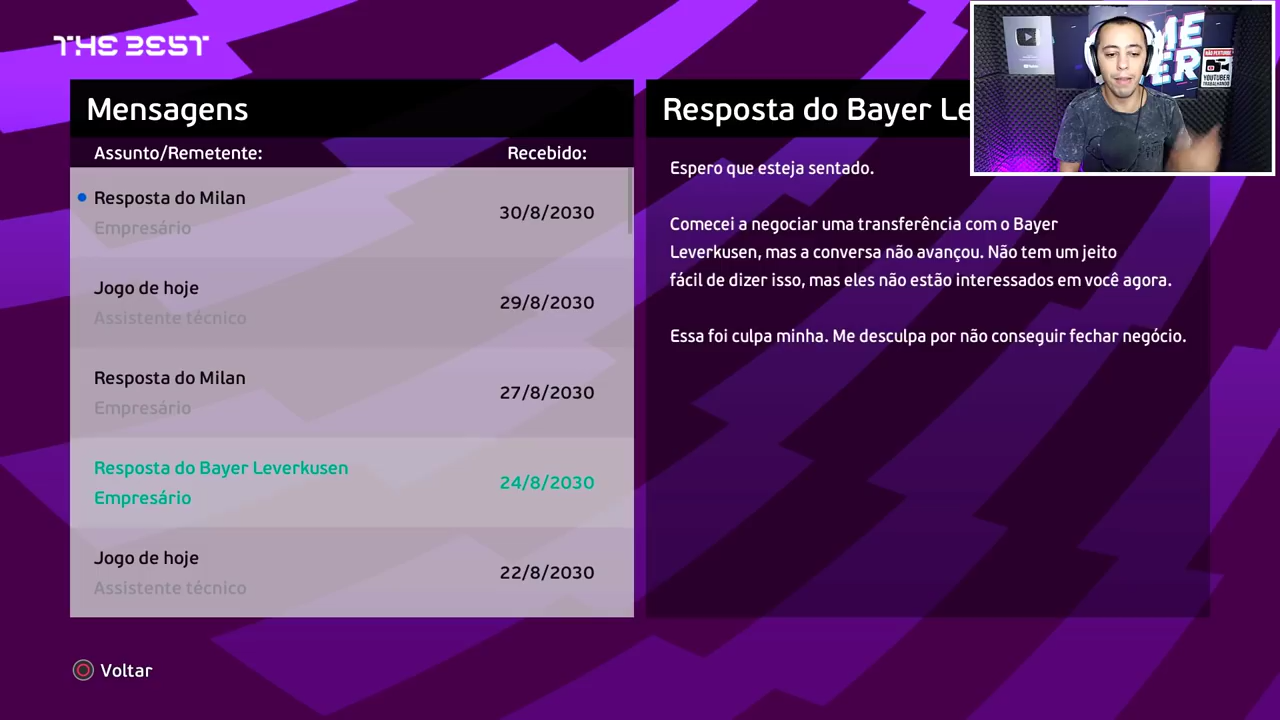 THE BEST
Mensagens
Assunto/Remetente: Recebido:
Resposta do Milan
Empresário
30/8/2030
Jogo de hoje
Assistente técnico
29/8/2030
Resposta do Milan
Empresário
27/8/2030
Resposta do Bayer Leverkusen
Empresário
24/8/2030
Jogo de hoje
Assistente técnico
22/8/2030
Resposta do Bayer Le
Espero que esteja sentado.
Comecei a negociar uma transferência com o Bayer
Leverkusen, mas a conversa não avançou. Não tem um jeito
fácil de dizer isso, mas eles não estão interessados em você agora.
Essa foi culpa minha. Me desculpa por não conseguir fechar negócio.
NÃO PERTURBE
YOUTUBER
TRABALHANDO
Voltar